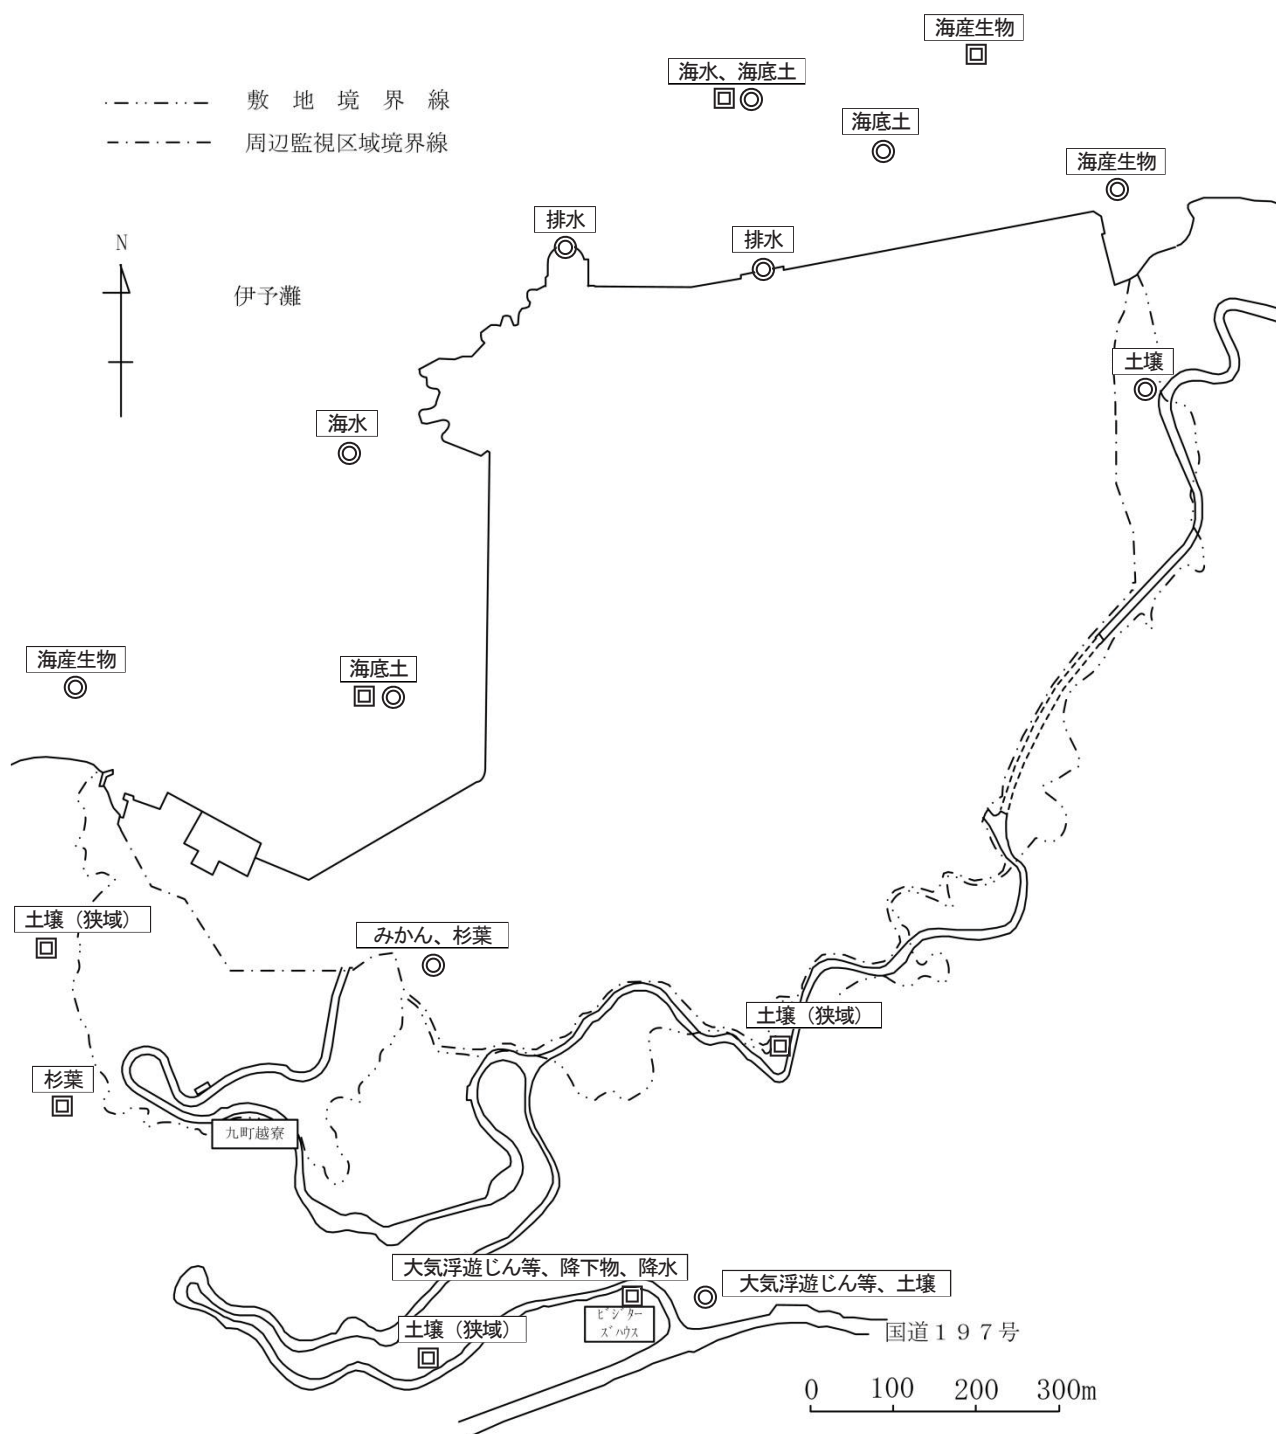 海産生物
海水、海底土
敷地境界線
海底土
周辺監視区域境界線
海産生物
排水
排水
N
伊予灘
土壌
海水
海産生物
海底土
土壌（狭域）
みかん、杉葉
土壌（狭域）
杉葉
九町越寮
大気浮遊じん等、降下物、降水
大気浮遊じん等、土壌
ビジター
ズハウス
土壌（狭域）
国道１９７号
0 100 200 300m